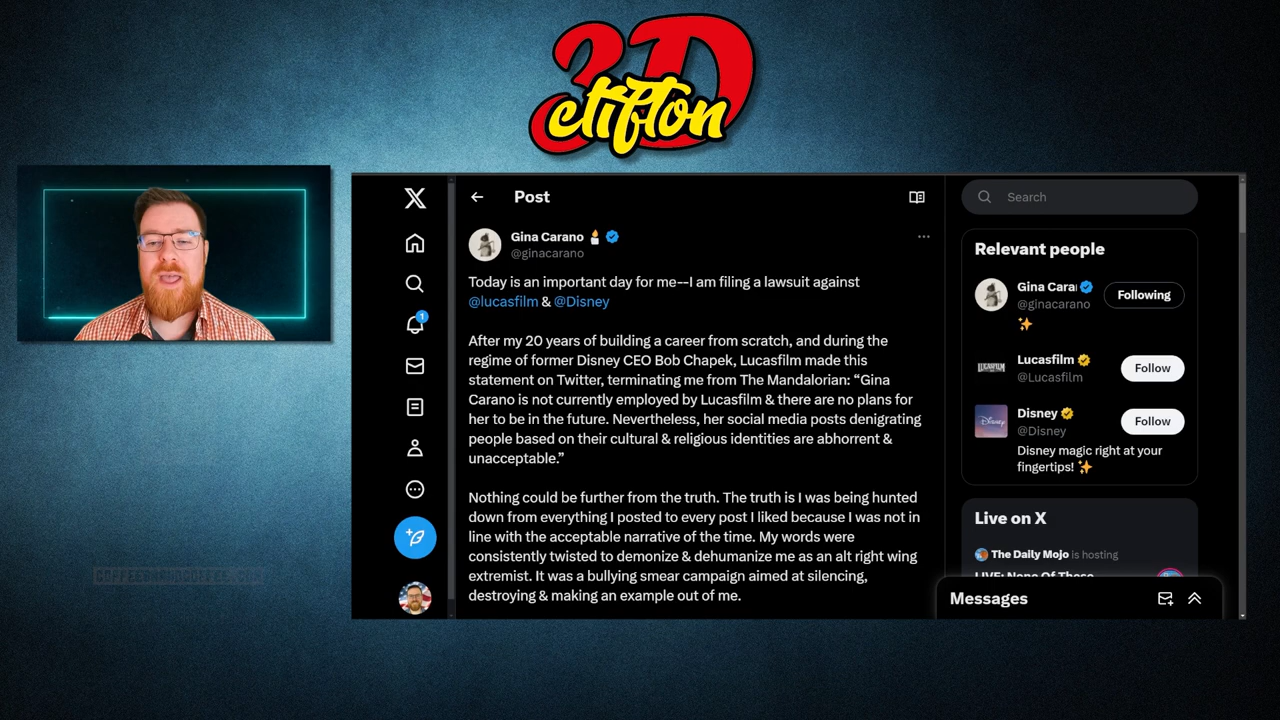 3D
clifton
Post
Search
Gina Carano
@ginacarano
Today is an important day for me--I am filing a lawsuit against
@lucasfilm & @Disney
After my 20 years of building a career from scratch, and during the
regime of former Disney CEO Bob Chapek, Lucasfilm made this
statement on Twitter, terminating me from The Mandalorian: “Gina
Carano is not currently employed by Lucasfilm & there are no plans for
her to be in the future. Nevertheless, her social media posts denigrating
people based on their cultural & religious identities are abhorrent &
unacceptable.”
Nothing could be further from the truth. The truth is I was being hunted
down from everything I posted to every post I liked because I was not in
line with the acceptable narrative of the time. My words were
consistently twisted to demonize & dehumanize me as an alt right wing
extremist. It was a bullying smear campaign aimed at silencing,
destroying & making an example out of me.
Relevant people
Gina Cara
@ginacarano
Following
Lucasfilm
@Lucasfilm
Follow
Disney
@Disney
Follow
Disney magic right at your
fingertips!
Live on X
The Daily Mojo is hosting
LIVE: None Of These
Messages
1